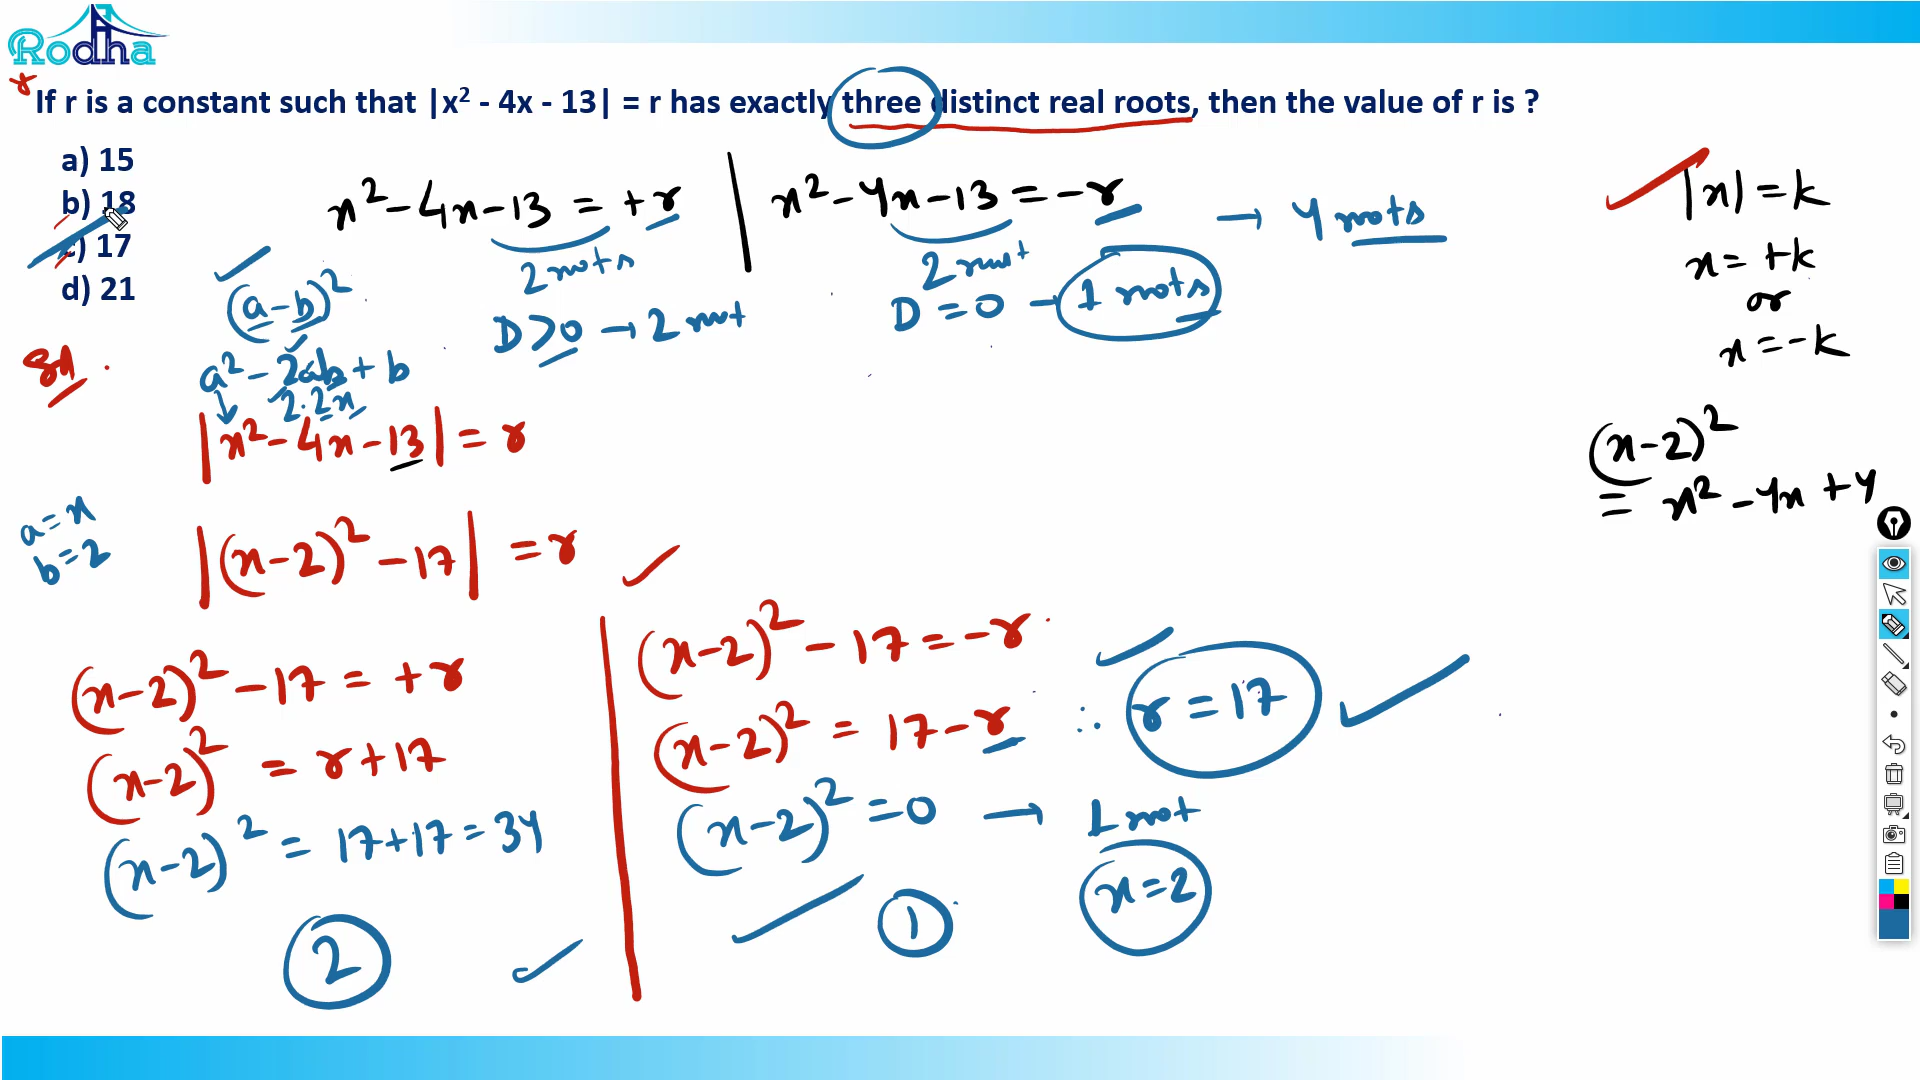 Rodha
If r is a constant such that |x² - 4x - 13| = r has exactly three distinct real roots, then the value of r is ?
a) 15
b) 18
c) 17
d) 21
x² - 4x - 13 = +r
2 roots
D > 0 → 2 root
x² - 4x - 13 = -r
2 root
D = 0 → 1 roots
→ 4 roots
|x| = k
x = +k
or
x = -k
(x-2)²
= x² - 4x + 4
(a-b)²
a² - 2ab + b
2·2x
|x² - 4x - 13| = r
a = x
b = 2
|(x-2)² - 17| = r
(x-2)² - 17 = +r
(x-2)² = r + 17
(x-2)² = 17+17 = 34
2
(x-2)² - 17 = -r
(x-2)² = 17 - r
∴ r = 17
(x-2)² = 0 → 1 root
x = 2
1